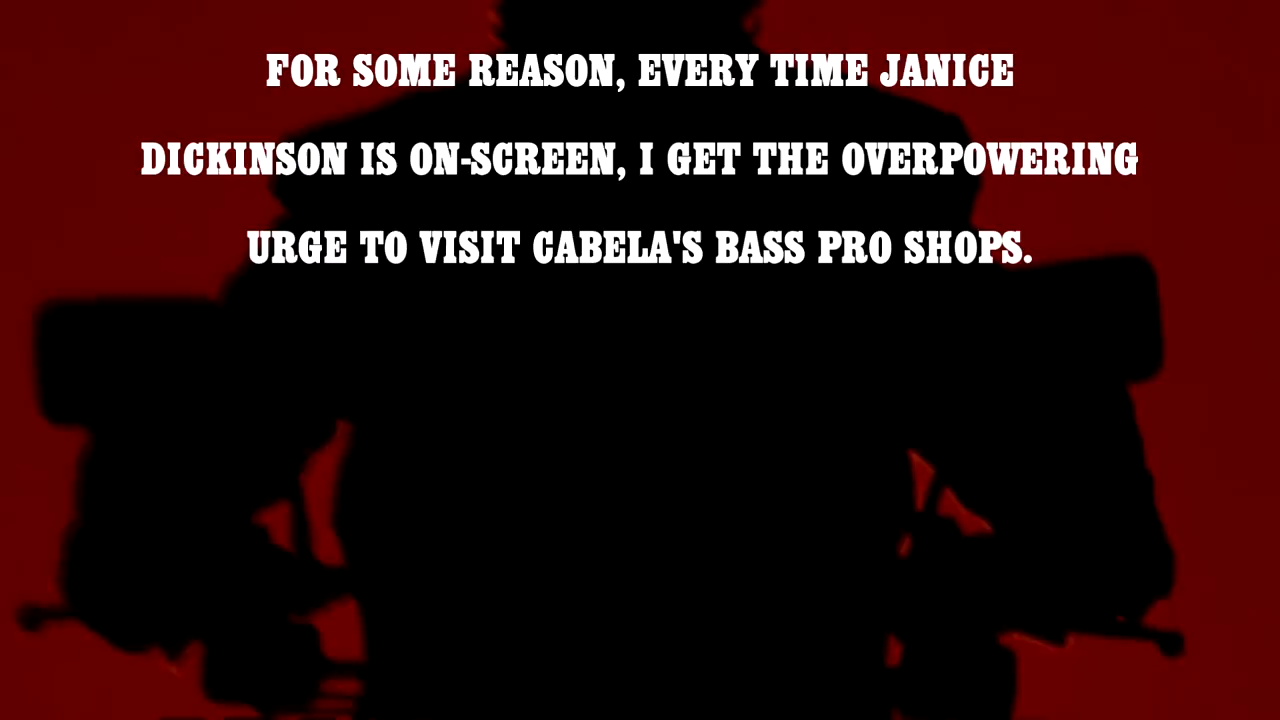 FOR SOME REASON, EVERY TIME JANICE
DICKINSON IS ON-SCREEN, I GET THE OVERPOWERING
URGE TO VISIT CABELA'S BASS PRO SHOPS.